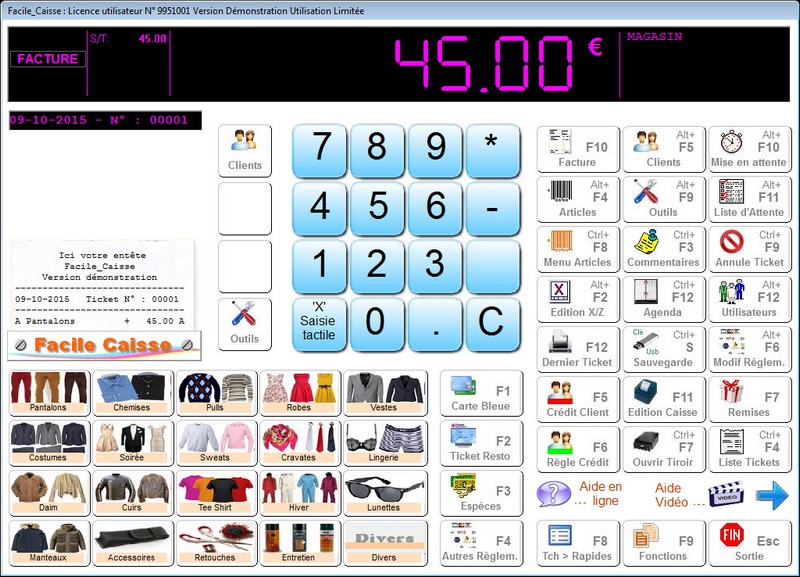 Facile_Caisse : Licence utilisateur N° 9951001 Version Démonstration Utilisation Limitée
FACTURE
S/T: 45.00
45.00 €
MAGASIN
09-10-2015 - N° : 00001
Ici votre entête
Facile_Caisse
Version démonstration
09-10-2015 Ticket N° : 00001
A Pantalons + 45.00 A
Facile Caisse
Clients
Outils
7 8 9 *
4 5 6 -
1 2 3
'X'
Saisie
tactile
0 . C
F10
Facture
Alt+
F5
Clients
Alt+
F10
Mise en attente
Alt+
F4
Articles
Alt+
F9
Outils
Alt+
F11
Liste d'Attente
Ctrl+
F8
Menu Articles
Ctrl+
F3
Commentaires
Ctrl+
F9
Annule Ticket
Alt+
F2
Edition X/Z
Ctrl+
F12
Agenda
Alt+
F12
Utilisateurs
F12
Dernier Ticket
Clé
Usb
Ctrl+
S
Sauvegarde
Alt+
F6
Modif Réglem.
F5
Crédit Client
F11
Edition Caisse
F7
Remises
F6
Règle Crédit
Ctrl+
F7
Ouvrir Tiroir
Ctrl+
F4
Liste Tickets
Aide en
... ligne
Aide
Vidéo ...
VIDEO
F8
Tch > Rapides
F9
Fonctions
FIN
Esc
Sortie
Pantalons
Chemises
Pulls
Robes
Vestes
Costumes
Soirée
Sweats
Cravates
Lingerie
Daim
Cuirs
Tee Shirt
Hiver
Lunettes
Manteaux
Accessoires
Retouches
Entretien
Divers
Divers
F1
Carte Bleue
F2
Ticket Resto
F3
Espèces
F4
Autres Règlem.